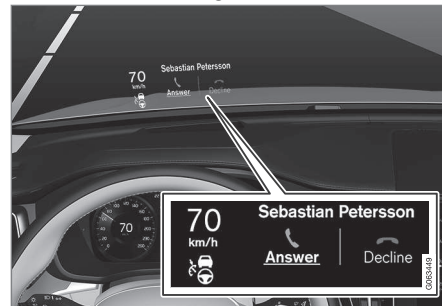 70
km/h
Sebastian Petersson
Answer
Decline
70
70
km/h
Sebastian Petersson
Answer
Decline
G063449